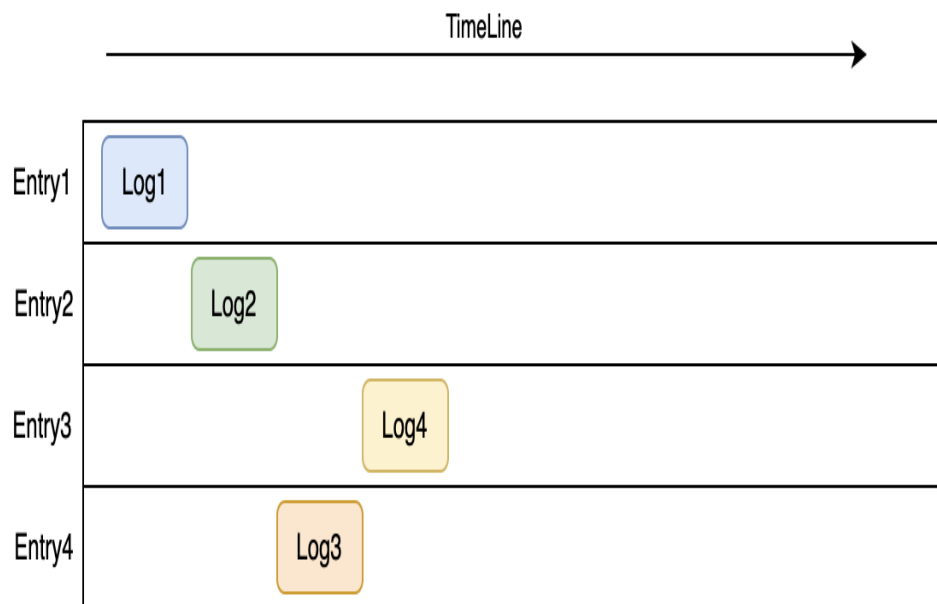 TimeLine
Entry1
Log1
Entry2
Log2
Entry3
Log4
Entry4
Log3